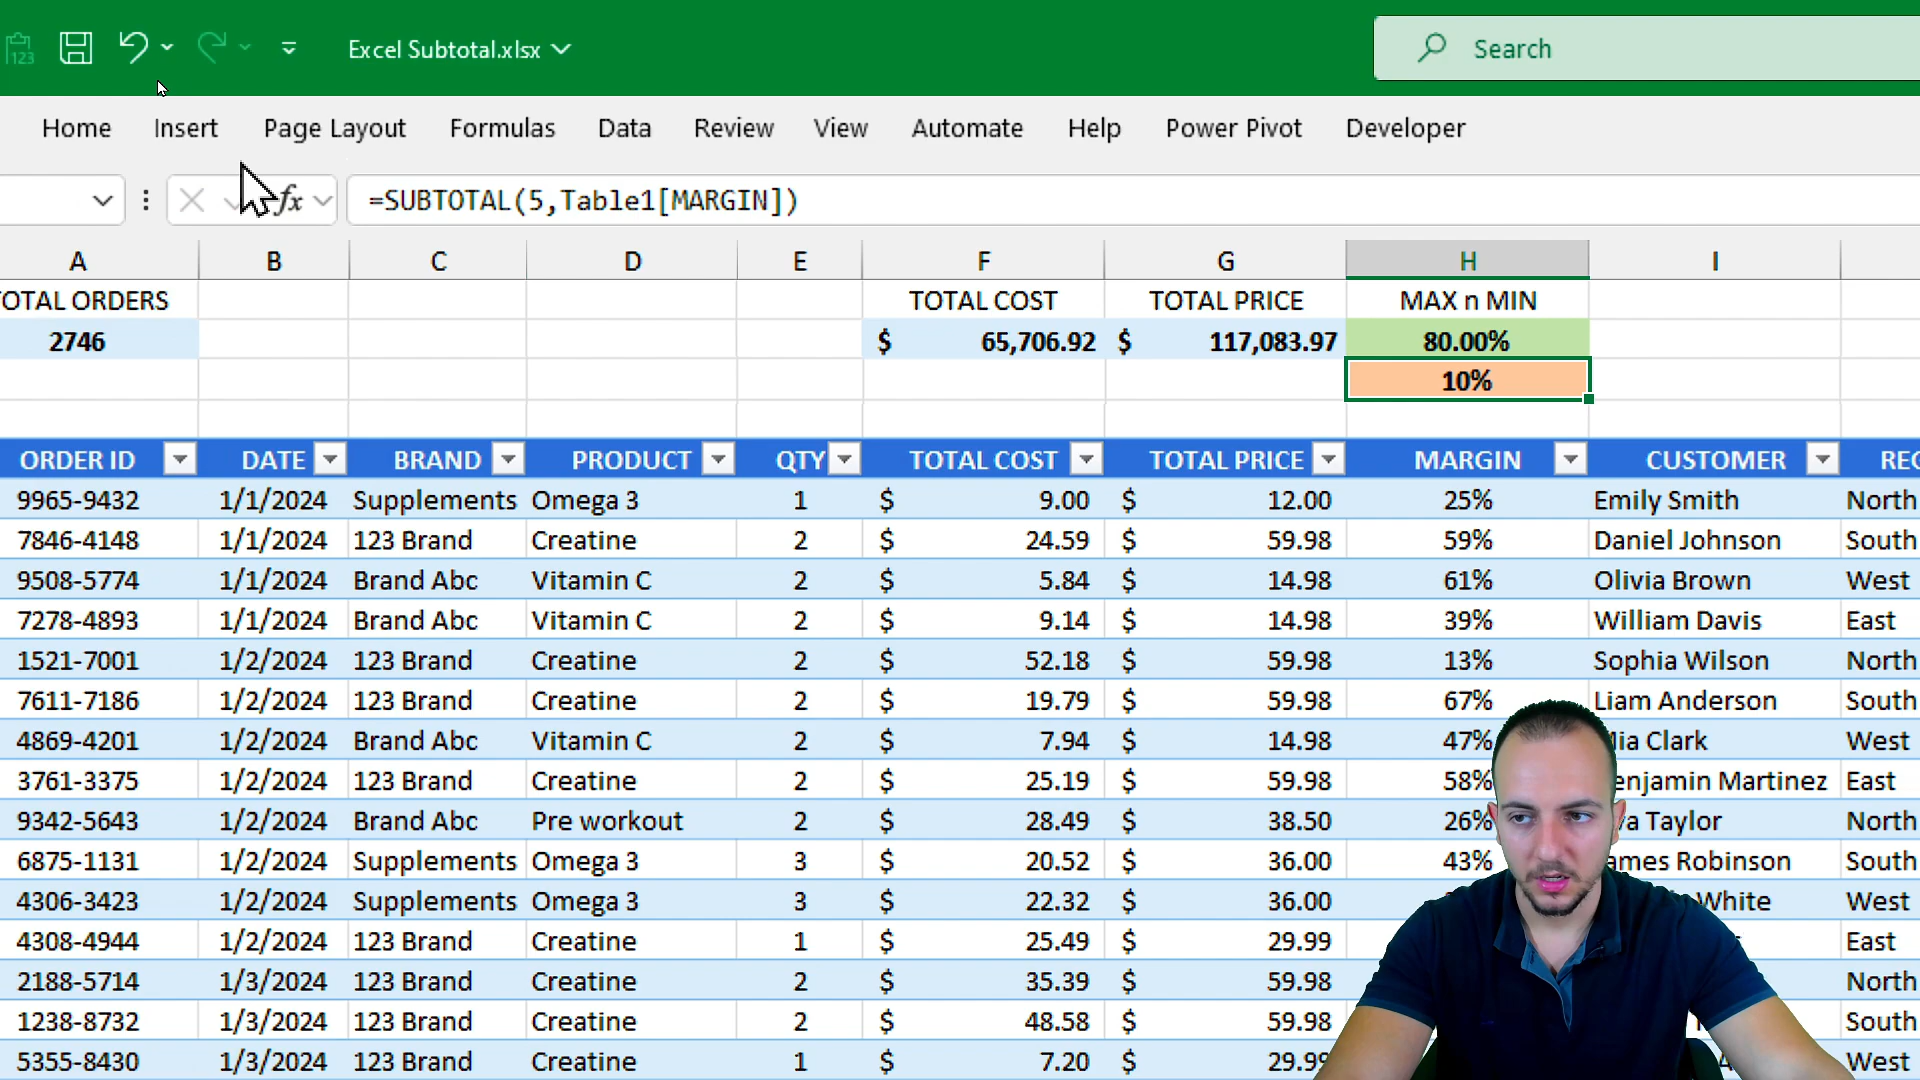 123 Excel Subtotal.xlsx Search
Home Insert Page Layout Formulas Data Review View Automate Help Power Pivot Developer
fx =SUBTOTAL(5,Table1[MARGIN])
A B C D E F G H I
OTAL ORDERS TOTAL COST TOTAL PRICE MAX n MIN
2746 $ 65,706.92 $ 117,083.97 80.00%
10%
ORDER ID DATE BRAND PRODUCT QTY TOTAL COST TOTAL PRICE MARGIN CUSTOMER REG
9965-9432 1/1/2024 Supplements Omega 3 1 $ 9.00 $ 12.00 25% Emily Smith North
7846-4148 1/1/2024 123 Brand Creatine 2 $ 24.59 $ 59.98 59% Daniel Johnson South
9508-5774 1/1/2024 Brand Abc Vitamin C 2 $ 5.84 $ 14.98 61% Olivia Brown West
7278-4893 1/1/2024 Brand Abc Vitamin C 2 $ 9.14 $ 14.98 39% William Davis East
1521-7001 1/2/2024 123 Brand Creatine 2 $ 52.18 $ 59.98 13% Sophia Wilson North
7611-7186 1/2/2024 123 Brand Creatine 2 $ 19.79 $ 59.98 67% Liam Anderson South
4869-4201 1/2/2024 Brand Abc Vitamin C 2 $ 7.94 $ 14.98 47% Mia Clark West
3761-3375 1/2/2024 123 Brand Creatine 2 $ 25.19 $ 59.98 58% enjamin Martinez East
9342-5643 1/2/2024 Brand Abc Pre workout 2 $ 28.49 $ 38.50 26% a Taylor North
6875-1131 1/2/2024 Supplements Omega 3 3 $ 20.52 $ 36.00 43% ames Robinson South
4306-3423 1/2/2024 Supplements Omega 3 3 $ 22.32 $ 36.00 White West
4308-4944 1/2/2024 123 Brand Creatine 1 $ 25.49 $ 29.99 East
2188-5714 1/3/2024 123 Brand Creatine 2 $ 35.39 $ 59.98 North
1238-8732 1/3/2024 123 Brand Creatine 2 $ 48.58 $ 59.98 South
5355-8430 1/3/2024 123 Brand Creatine 1 $ 7.20 $ 29.99 West